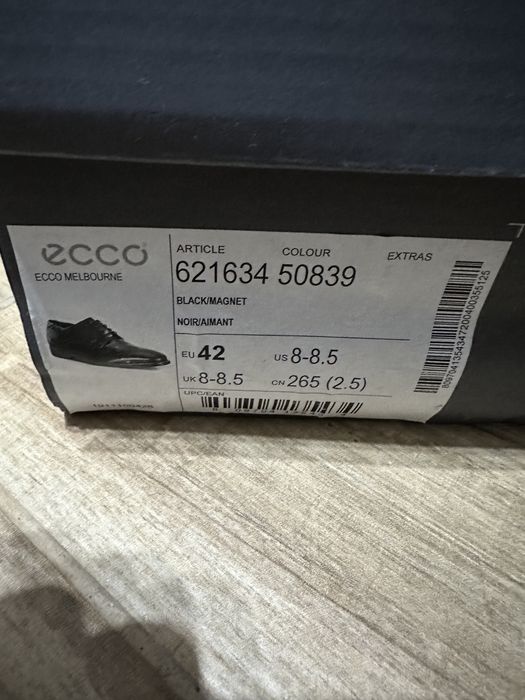 ecco
ECCO MELBOURNE
ARTICLE COLOUR EXTRAS
621634 50839
BLACK/MAGNET
NOIR/AIMANT
EU 42 US 8-8.5
UK 8-8.5 CN 265 (2.5)
UPC/EAN